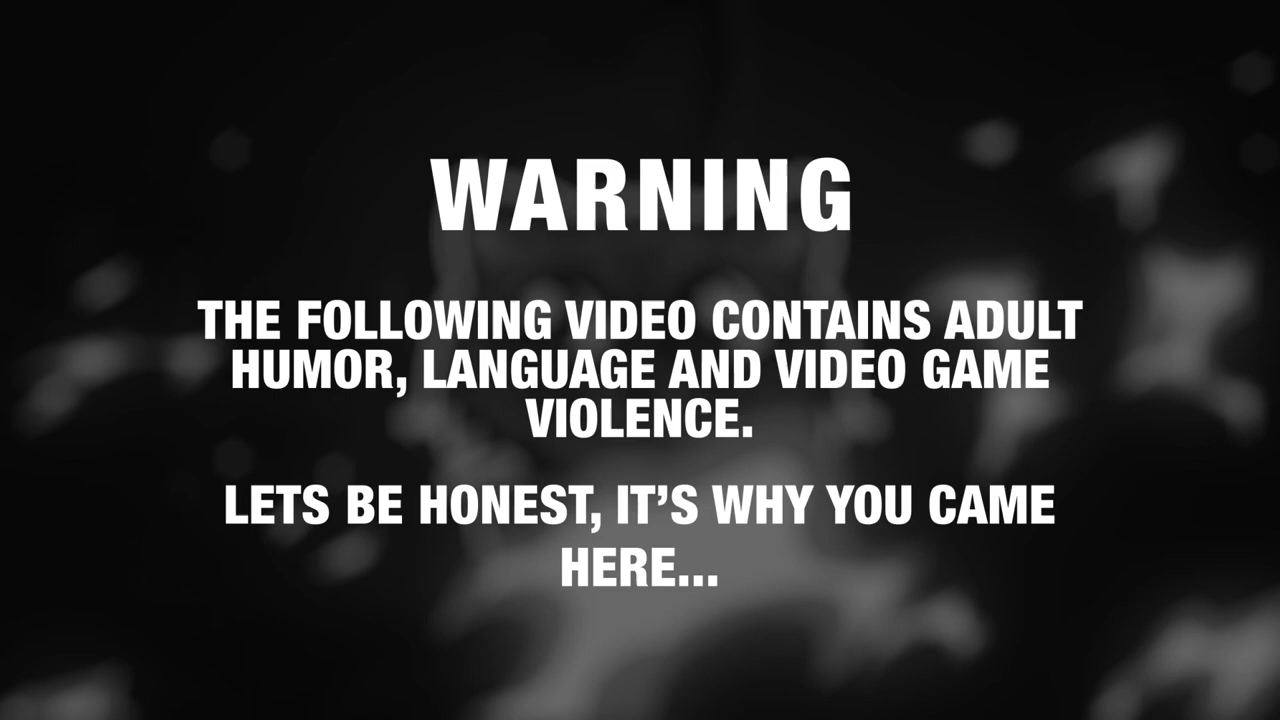 WARNING
THE FOLLOWING VIDEO CONTAINS ADULT
HUMOR, LANGUAGE AND VIDEO GAME
VIOLENCE.
LETS BE HONEST, IT’S WHY YOU CAME
HERE...